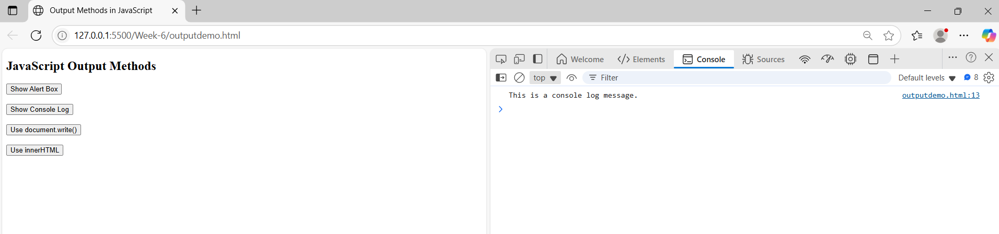 Output Methods in JavaScript
127.0.0.1:5500/Week-6/outputdemo.html
JavaScript Output Methods
Show Alert Box
Show Console Log
Use document.write()
Use innerHTML
Welcome
Elements
Console
Sources
top
Filter
Default levels
8
This is a console log message.
outputdemo.html:13